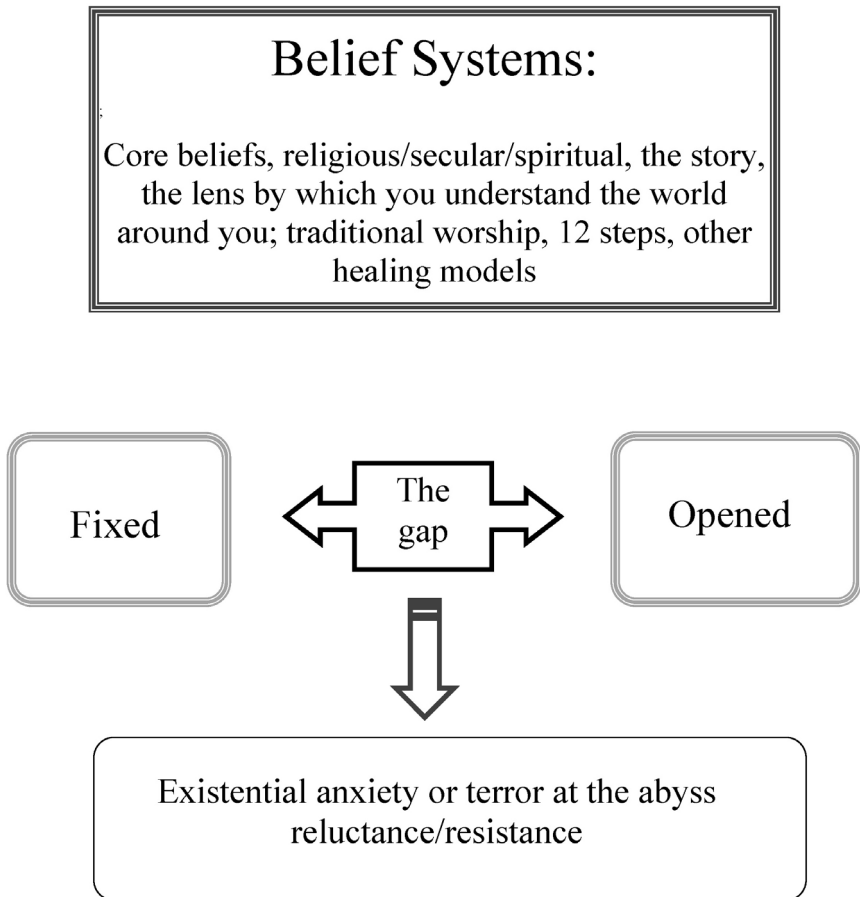 Belief Systems:
;
Core beliefs, religious/secular/spiritual, the story,
the lens by which you understand the world
around you; traditional worship, 12 steps, other
healing models
Fixed
The
gap
Opened
Existential anxiety or terror at the abyss
reluctance/resistance